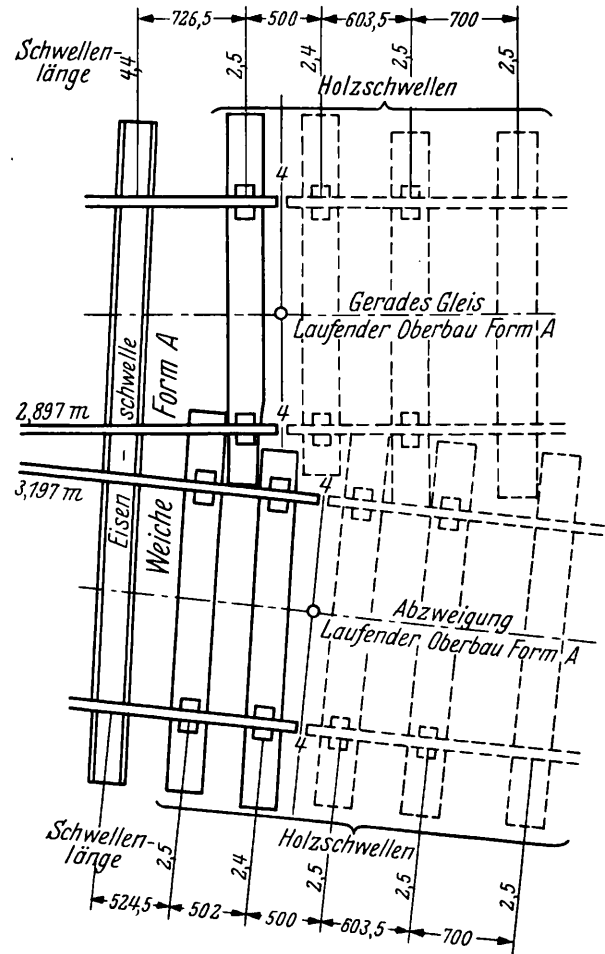 726,5 500 603,5 700
Schwellen-
länge
4,4 2,5 2,4 2,5 2,5
Holzschwellen
4
Gerades Gleis
Laufender Oberbau Form A
Eisen-schwelle
Weiche Form A
2,897 m
4
3,197 m
4
Abzweigung
Laufender Oberbau Form A
4
Schwellen-
länge
Holzschwellen
2,5 2,4 2,5 2,5 2,5
524,5 502 500 603,5 700